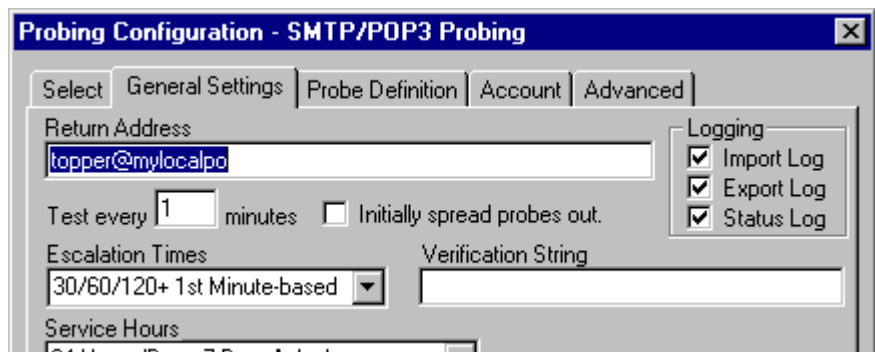 Probing Configuration - SMTP/POP3 Probing
Select General Settings Probe Definition Account Advanced
Return Address
topper@mylocalpo
Logging
Import Log
Export Log
Status Log
Test every 1 minutes Initially spread probes out.
Escalation Times
30/60/120+ 1st Minute-based
Verification String
Service Hours